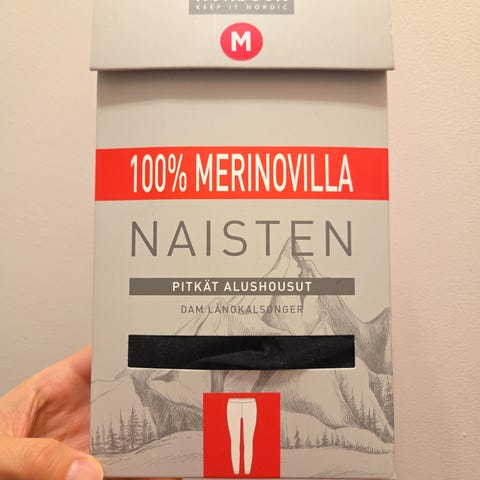 KEEP IT NORDIC
M
100% MERINOVILLA
NAISTEN
PITKÄT ALUSHOUSUT
DAM LÅNGKALSONGER